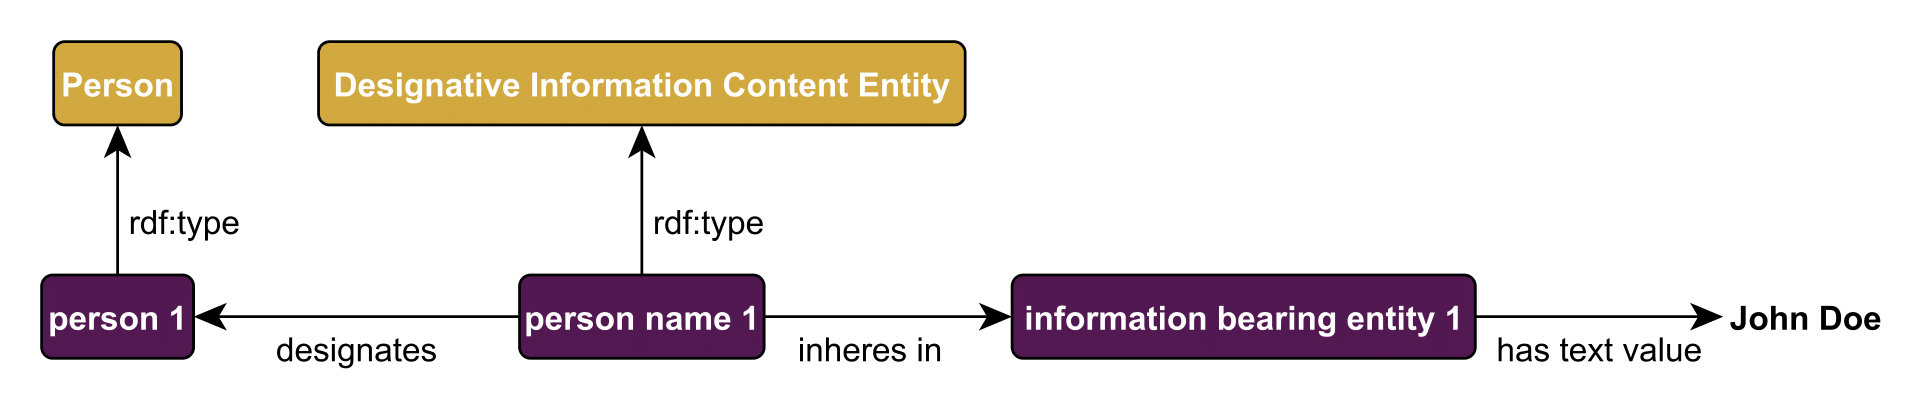 Person
Designative Information Content Entity
rdf:type
rdf:type
person 1
person name 1
information bearing entity 1
John Doe
designates
inheres in
has text value